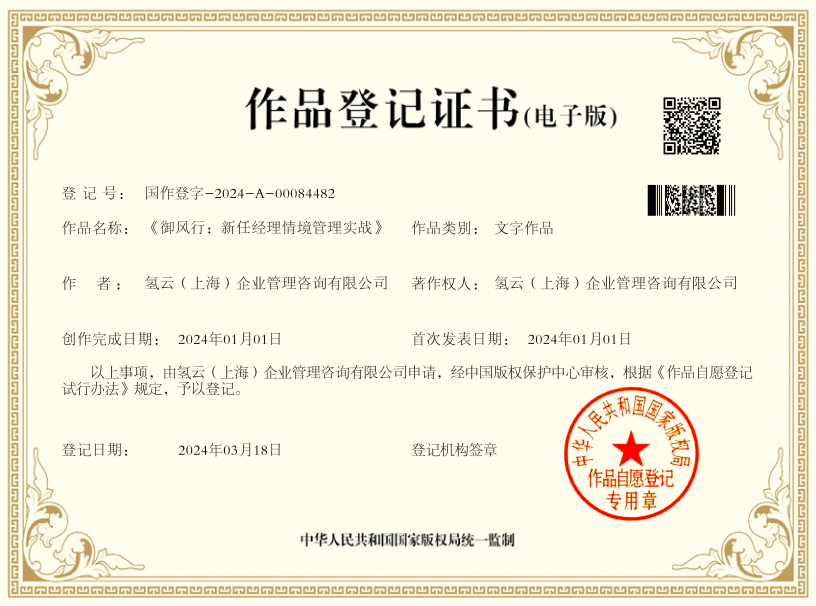 作品登记证书(电子版)
登 记 号： 国作登字-2024-A-00084482
作品名称： 《御风行：新任经理情境管理实战》 作品类别： 文字作品
作 者： 氢云（上海）企业管理咨询有限公司 著作权人： 氢云（上海）企业管理咨询有限公司
创作完成日期： 2024年01月01日 首次发表日期： 2024年01月01日
以上事项，由氢云（上海）企业管理咨询有限公司申请，经中国版权保护中心审核，根据《作品自愿登记
试行办法》规定，予以登记。
登记日期： 2024年03月18日 登记机构签章
中华人民共和国国家版权局
作品自愿登记
专用章
中华人民共和国国家版权局统一监制